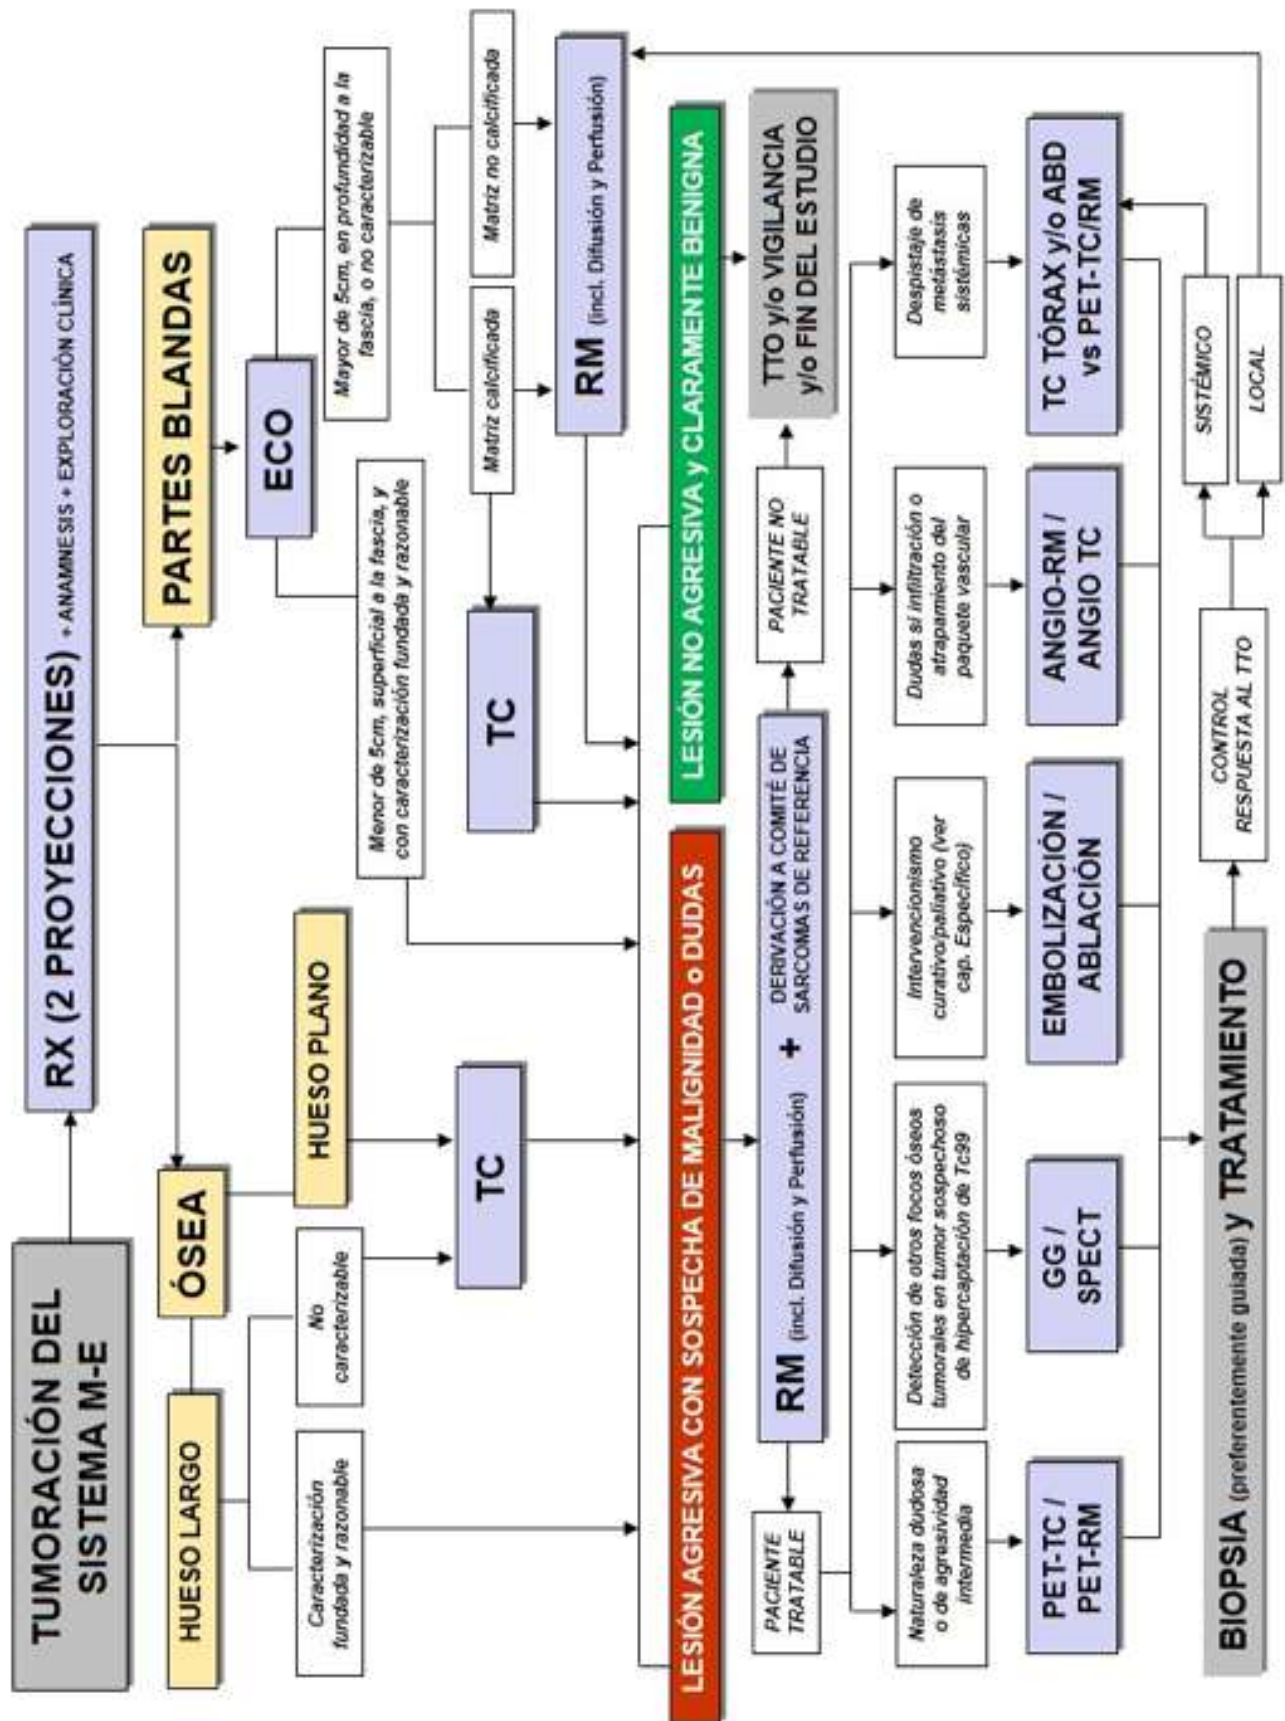 TUMORACIÓN DEL
SISTEMA M-E
RX (2 PROYECCIONES) + ANAMNESIS + EXPLORACIÓN CLÍNICA
ÓSEA
PARTES BLANDAS
HUESO LARGO
HUESO PLANO
ECO
Caracterización
fundada y razonable
No
caracterizable
Menor de 5cm, superficial a la fascia, y
con caracterización fundada y razonable
Mayor de 5cm, en profundidad a la
fascia, o no caracterizable
TC
TC
Matriz calcificada
Matriz no calcificada
RM (incl. Difusión y Perfusión)
LESIÓN AGRESIVA CON SOSPECHA DE MALIGNIDAD o DUDAS
LESIÓN NO AGRESIVA y CLARAMENTE BENIGNA
PACIENTE
TRATABLE
RM (incl. Difusión y Perfusión) + DERIVACIÓN A COMITÉ DE
SARCOMAS DE REFERENCIA
PACIENTE NO
TRATABLE
TTO y/o VIGILANCIA
y/o FIN DEL ESTUDIO
Naturaleza dudosa
o de agresividad
intermedia
Detección de otros focos óseos
tumorales en tumor sospechoso
de hipercaptación de Tc99
Intervencionismo
curativo/paliativo (ver
cap. Específico)
Dudas si infiltración o
atrapamiento del
paquete vascular
Despistaje de
metástasis
sistémicas
PET-TC /
PET-RM
GG /
SPECT
EMBOLIZACIÓN /
ABLACIÓN
ANGIO-RM /
ANGIO TC
TC TÓRAX y/o ABD
vs PET-TC/RM
BIOPSIA (preferentemente guiada) y TRATAMIENTO
CONTROL
RESPUESTA AL TTO
SISTÉMICO
LOCAL